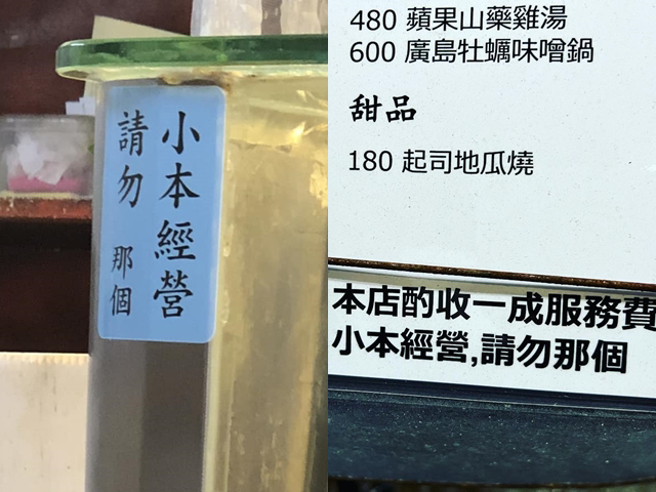 小本經營
請勿 那個
480 蘋果山藥雞湯
600 廣島牡蠣味噌鍋
甜品
180 起司地瓜燒
本店酌收一成服務費
小本經營,請勿那個